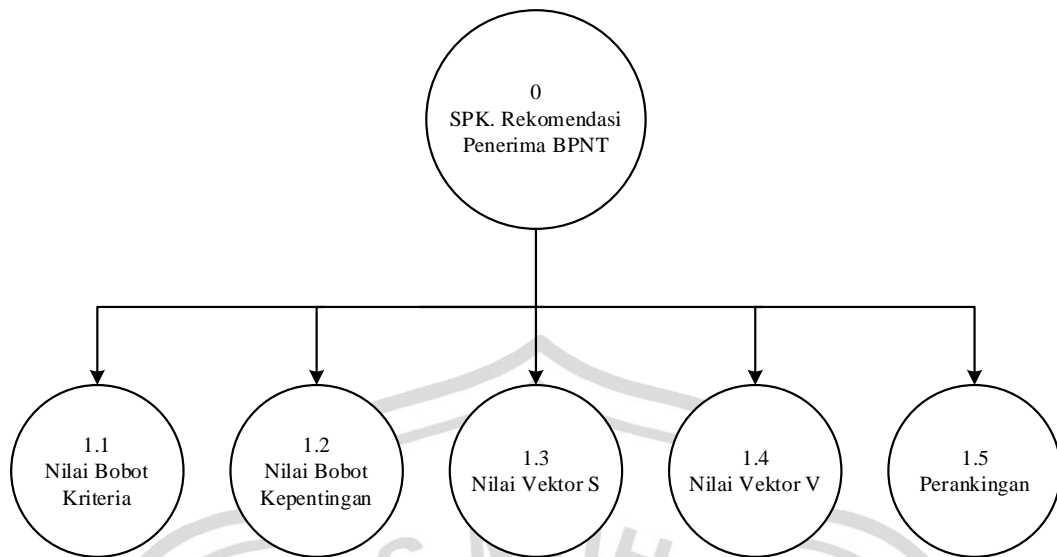 0
SPK. Rekomendasi
Penerima BPNT
1.1
Nilai Bobot
Kriteria
1.2
Nilai Bobot
Kepentingan
1.3
Nilai Vektor S
1.4
Nilai Vektor V
1.5
Perankingan